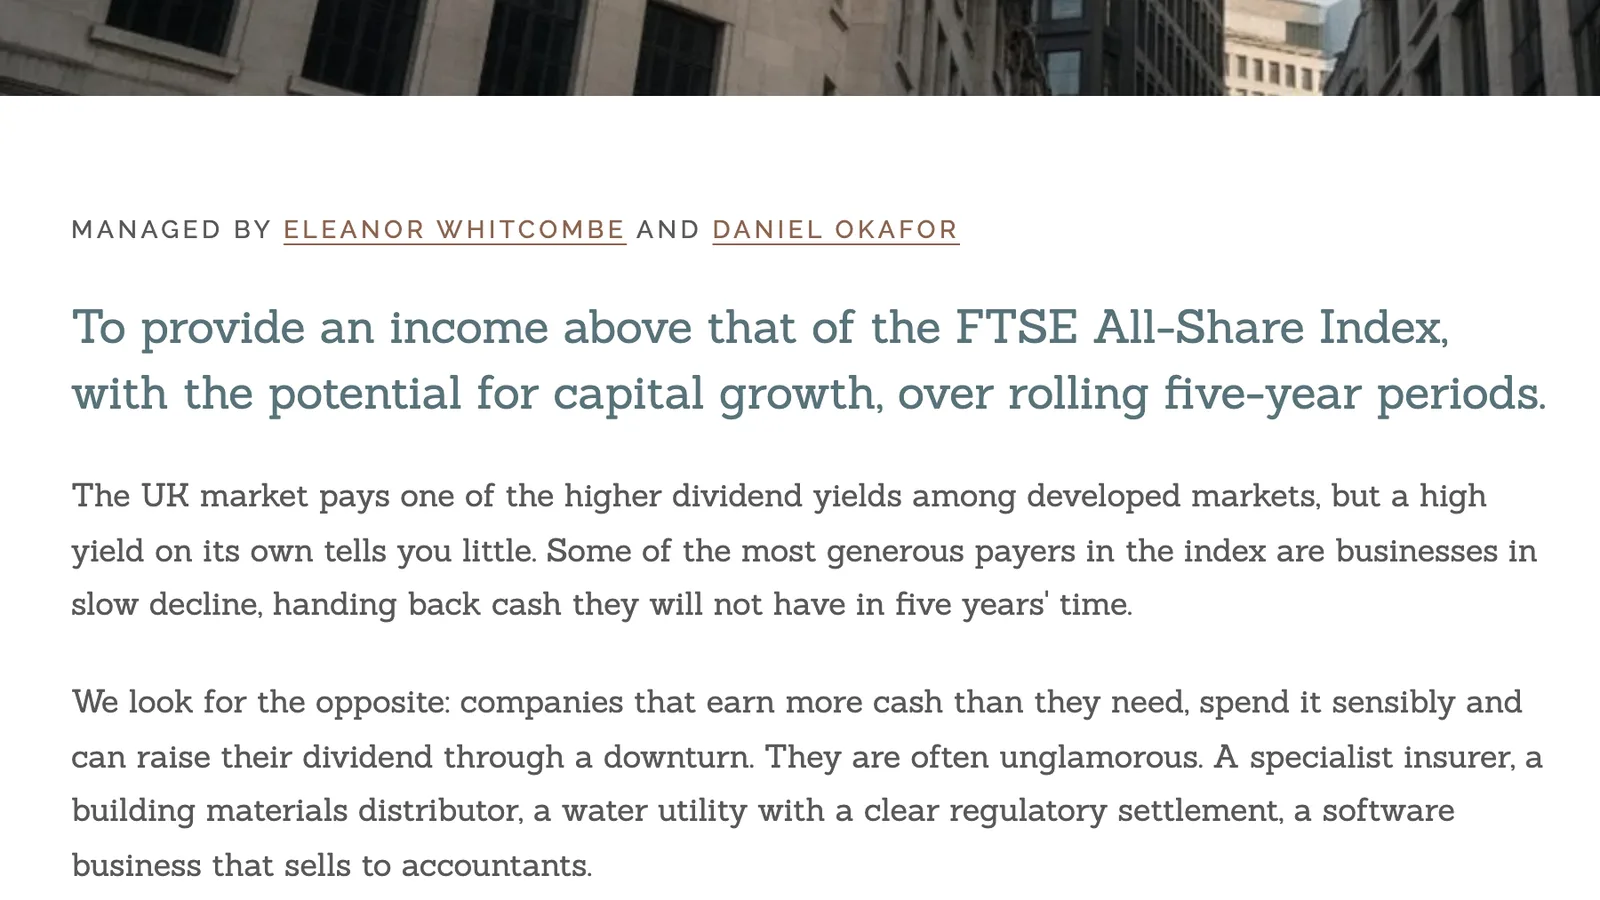 MANAGED BY ELEANOR WHITCOMBE AND DANIEL OKAFOR
To provide an income above that of the FTSE All-Share Index,
with the potential for capital growth, over rolling five-year periods.
The UK market pays one of the higher dividend yields among developed markets, but a high
yield on its own tells you little. Some of the most generous payers in the index are businesses in
slow decline, handing back cash they will not have in five years' time.
We look for the opposite: companies that earn more cash than they need, spend it sensibly and
can raise their dividend through a downturn. They are often unglamorous. A specialist insurer, a
building materials distributor, a water utility with a clear regulatory settlement, a software
business that sells to accountants.